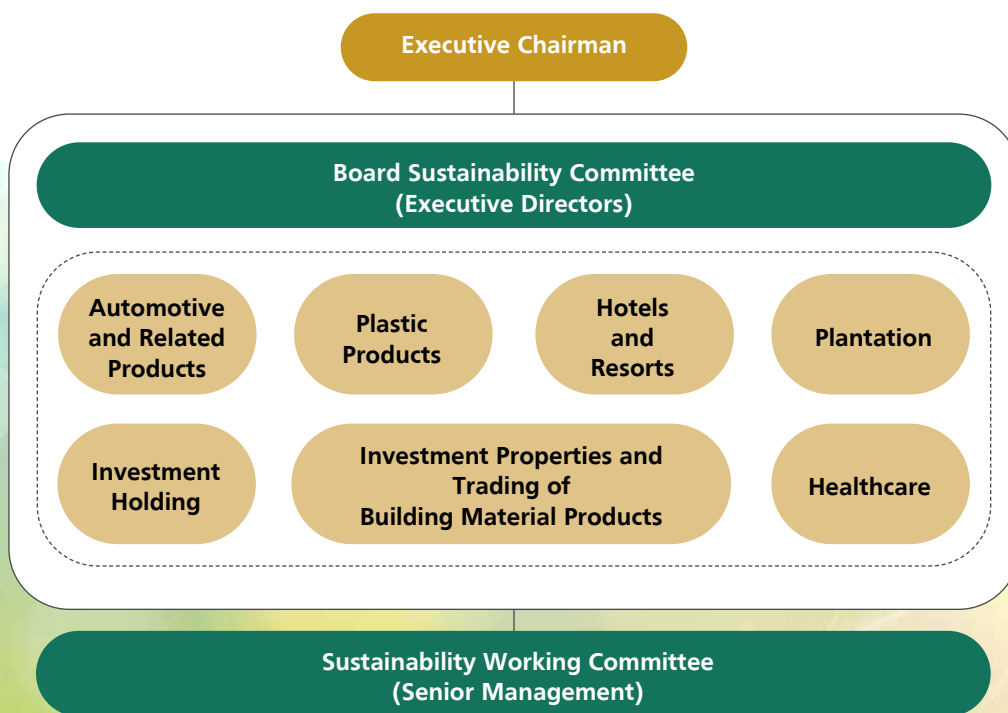 Executive Chairman
Board Sustainability Committee
(Executive Directors)
Automotive
and Related
Products
Plastic
Products
Hotels
and
Resorts
Plantation
Investment
Holding
Investment Properties and
Trading of
Building Material Products
Healthcare
Sustainability Working Committee
(Senior Management)